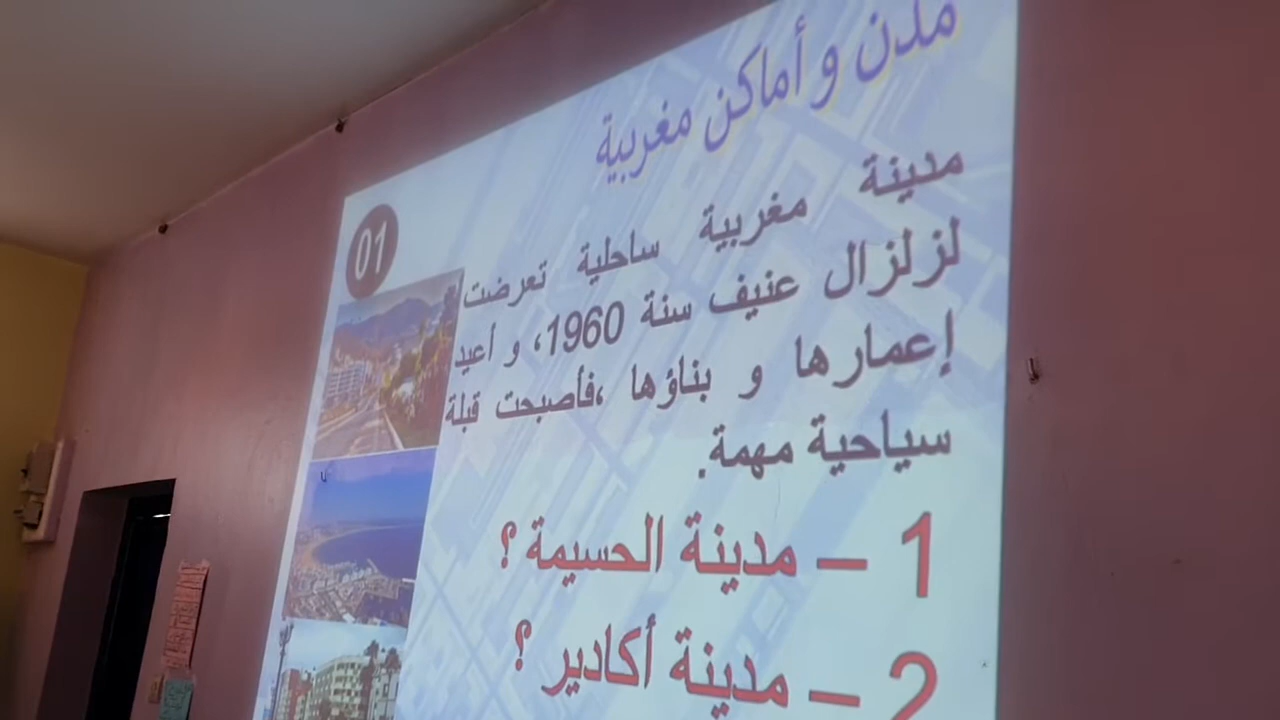 مدن و أماكن مغربية
01
مدينة مغربية ساحلية تعرضت
لزلزال عنيف سنة 1960، و أعيد
إعمارها و بناؤها ،فأصبحت قبلة
سياحية مهمة.
1 – مدينة الحسيمة ؟
2 – مدينة أكادير ؟